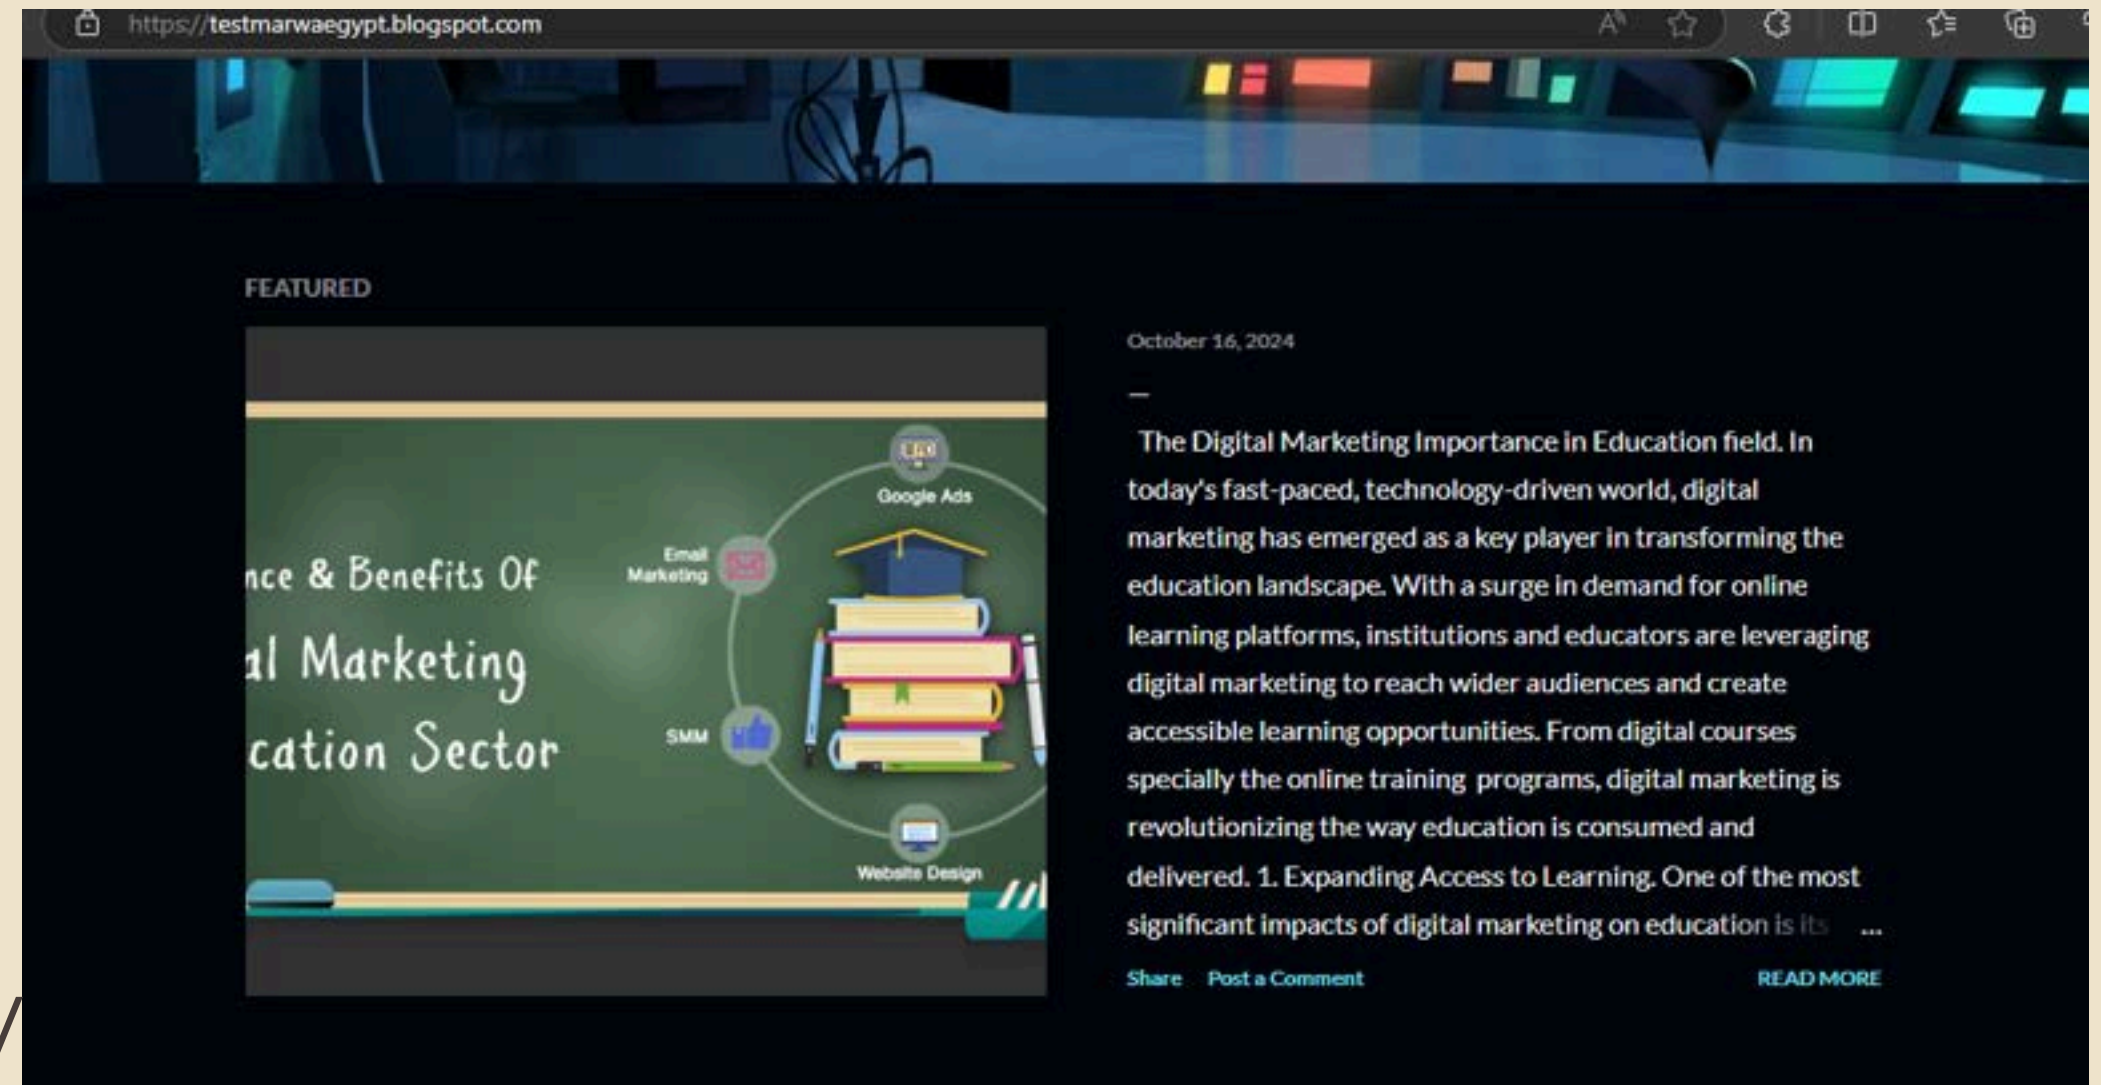 https://testmarwaegypt.blogspot.com
FEATURED
nce & Benefits Of
al Marketing
cation Sector
Google Ads
Email
Marketing
SMM
Website Design
October 16, 2024
The Digital Marketing Importance in Education field. In
today's fast-paced, technology-driven world, digital
marketing has emerged as a key player in transforming the
education landscape. With a surge in demand for online
learning platforms, institutions and educators are leveraging
digital marketing to reach wider audiences and create
accessible learning opportunities. From digital courses
specially the online training programs, digital marketing is
revolutionizing the way education is consumed and
delivered. 1. Expanding Access to Learning. One of the most
significant impacts of digital marketing on education is its ...
Share Post a Comment READ MORE